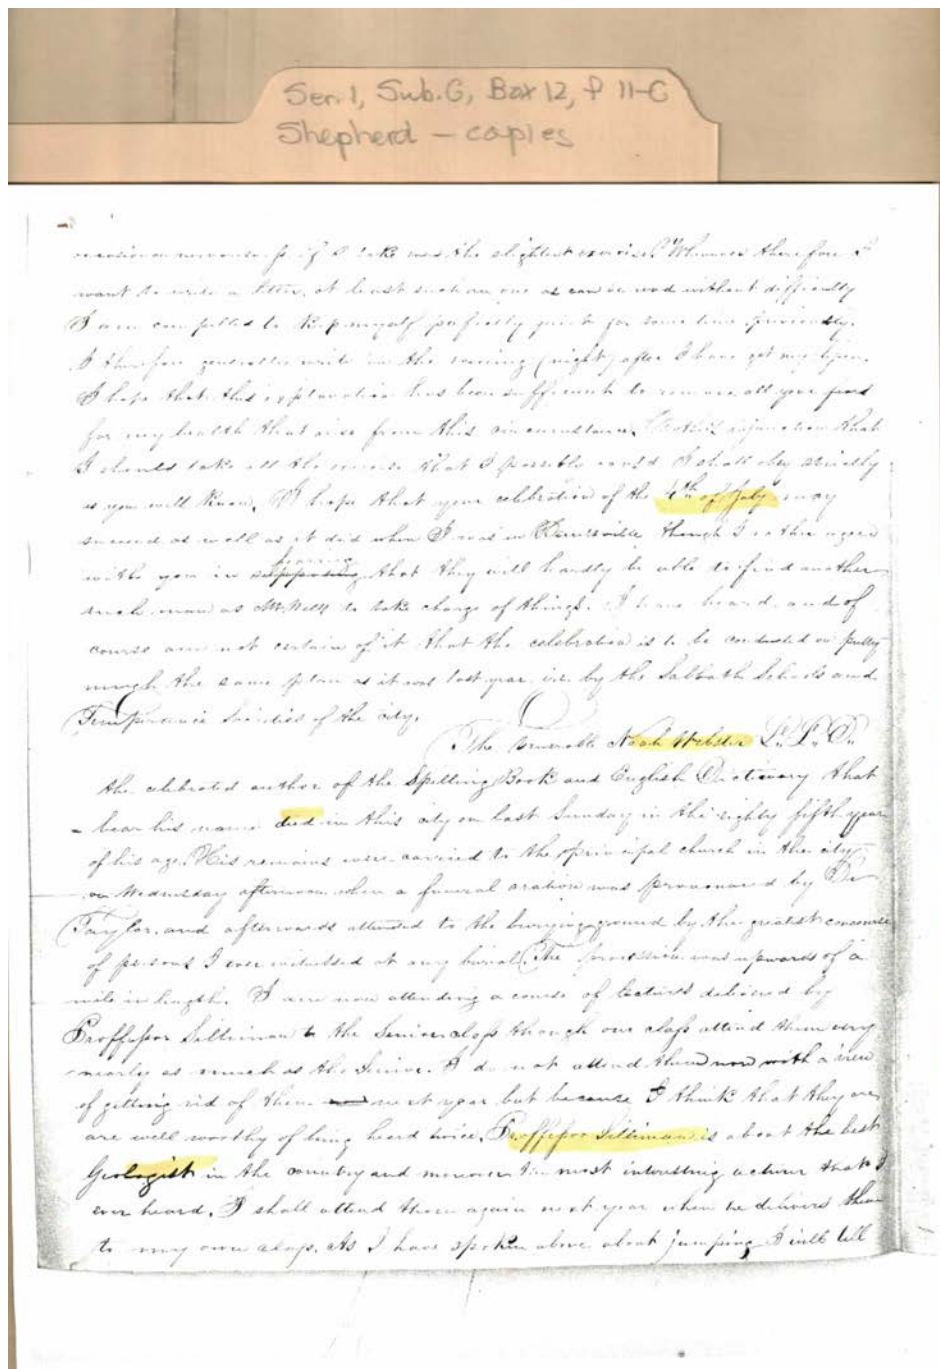 Ser. 1, Sub. G, Box 12, f 11-C
Shepherd – copies
occasion nervousness if I take even the slightest exercise. Whenever therefore I
want to write a letter, at least such an one as can be read without difficulty
I am compelled to keep myself perfectly quiet for some time previously.
I therefore generally write in the evening (night) after I have got my
I hope that this explanation has been sufficient to remove all your fears
for my health that arise from this circumstance. Mother's injunction that
I should take all the exercise that I possibly could I shall obey strictly
as you well know. I hope that your celebration of the 4th of July may
succeed as well as it did when I was in though I rather agree
with you in supposing that they will hardly be able to find another
such man as Mr. to take charge of things. I have heard, and of
course am not certain of it that the celebration is to be conducted on pretty
much the same plan as it was last year, i.e. by the Sabbath Schools and
Temperance Societies of the city.
The venerable Noah Webster L.L.D.
the celebrated author of the Spelling Book and English Dictionary that
bear his name died in this city on last Sunday in the eighty fifth year
of his age. His remains were carried to the principal church in the city
on Wednesday afternoon when a funeral oration was pronounced by Dr
Taylor, and afterwards attended to the burying ground by the greatest concourse
of persons I ever witnessed at any burial. The procession was upwards of a
mile in length. I am now attending a course of lectures delivered by
Proffessor Silliman to the Senior class though our class attend them very
nearly as much as the Senior. I do not attend them now with a view
of getting rid of them next year but because I think that they are
are well worthy of being heard twice. Proffessor Silliman is about the best
Geologist in the country and moreover the most interesting lecturer that I
ever heard. I shall attend them again next year when he delivers them
to my own class. As I have spoken above about jumping I will tell